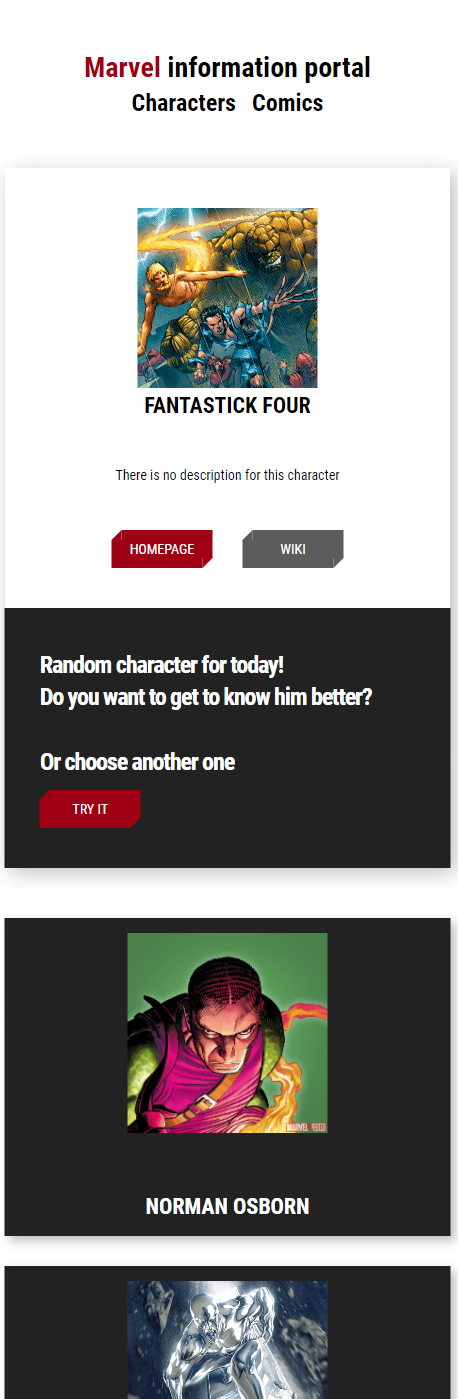 Marvel information portal
Characters Comics
FANTASTICK FOUR
There is no description for this character
HOMEPAGE WIKI
Random character for today!
Do you want to get to know him better?
Or choose another one
TRY IT
NORMAN OSBORN